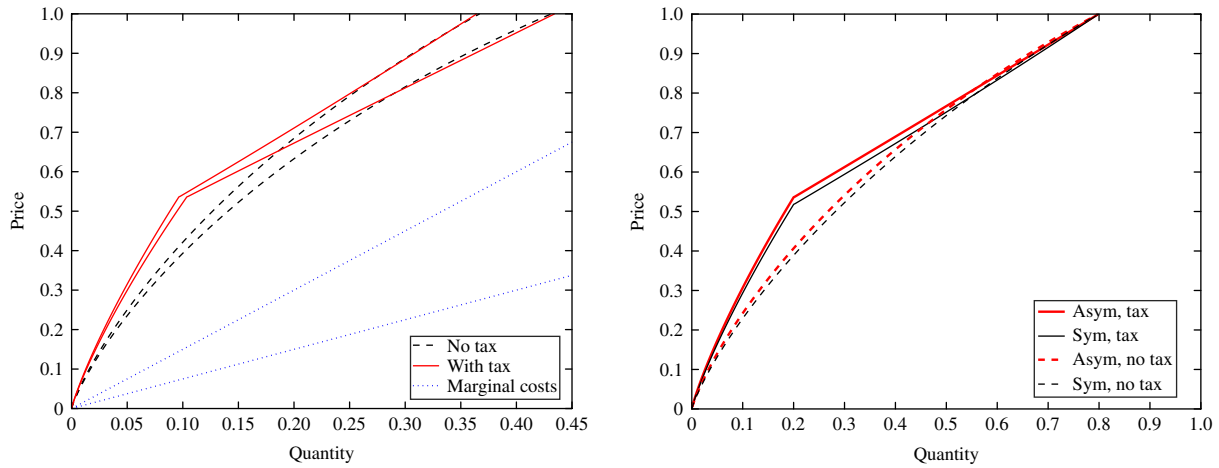 1.0
0.9
0.8
0.7
0.6
0.5
0.4
0.3
0.2
0.1
0
Price
0 0.05 0.10 0.15 0.20 0.25 0.30 0.35 0.40 0.45
Quantity
No tax
With tax
Marginal costs
1.0
0.9
0.8
0.7
0.6
0.5
0.4
0.3
0.2
0.1
0
Price
0 0.1 0.2 0.3 0.4 0.5 0.6 0.7 0.8 0.9 1.0
Quantity
Asym, tax
Sym, tax
Asym, no tax
Sym, no tax